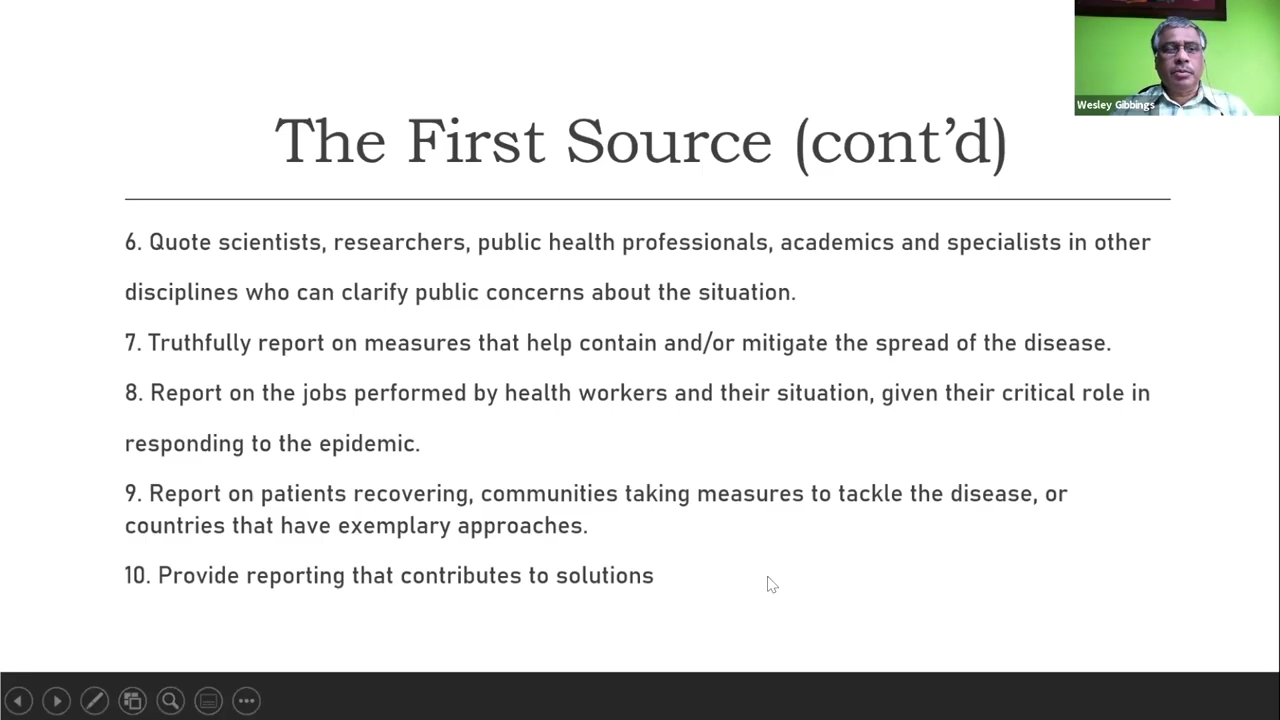 Wesley Gibbings
The First Source (cont’d)
6. Quote scientists, researchers, public health professionals, academics and specialists in other
disciplines who can clarify public concerns about the situation.
7. Truthfully report on measures that help contain and/or mitigate the spread of the disease.
8. Report on the jobs performed by health workers and their situation, given their critical role in
responding to the epidemic.
9. Report on patients recovering, communities taking measures to tackle the disease, or
countries that have exemplary approaches.
10. Provide reporting that contributes to solutions